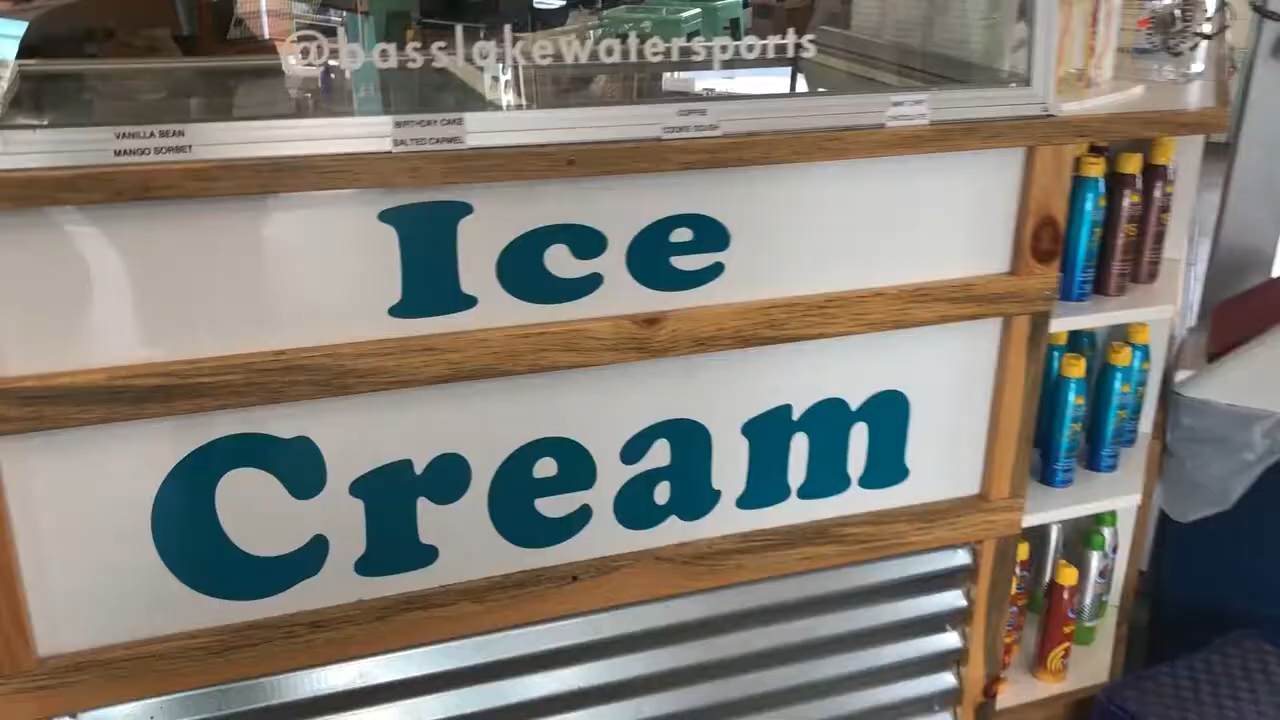 @basslakewatersports
VANILLA BEAN
MANGO SORBET
BIRTHDAY CAKE
SALTED CARMEL
COFFEE
COOKIE DOUGH
Ice
Cream